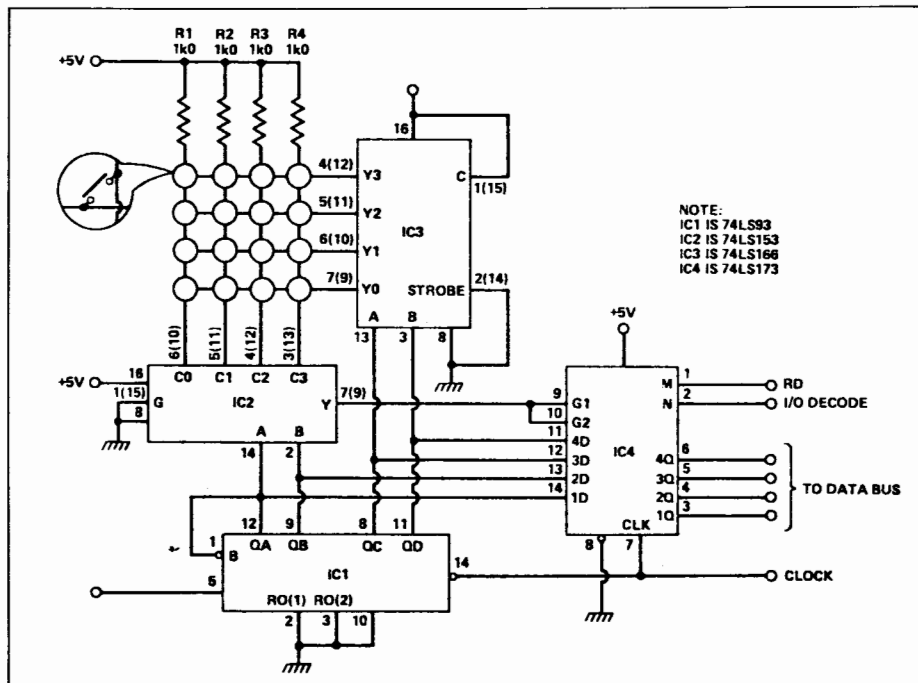 R1 R2 R3 R4
1k0 1k0 1k0 1k0
+5V
16
4(12) Y3 C
1(15)
5(11) Y2
IC3
6(10) Y1
7(9) Y0 STROBE 2(14)
A B
13 3 8
NOTE:
IC1 IS 74LS93
IC2 IS 74LS153
IC3 IS 74LS166
IC4 IS 74LS173
6(10) 5(11) 4(12) 3(13)
+5V
+5V 16 C0 C1 C2 C3
1(15) G IC2 Y 7(9)
8
A B
14 2
9 G1 M 1 RD
10 G2 N 2 I/O DECODE
11 4D IC4
12 3D 4Q 6
13 2D 3Q 5
14 1D 2Q 4
1Q 3
TO DATA BUS
CLK
8 7
12 9 8 11
1 B QA QB QC QD
IC1 14 CLOCK
5
RO(1) RO(2)
2 3 10